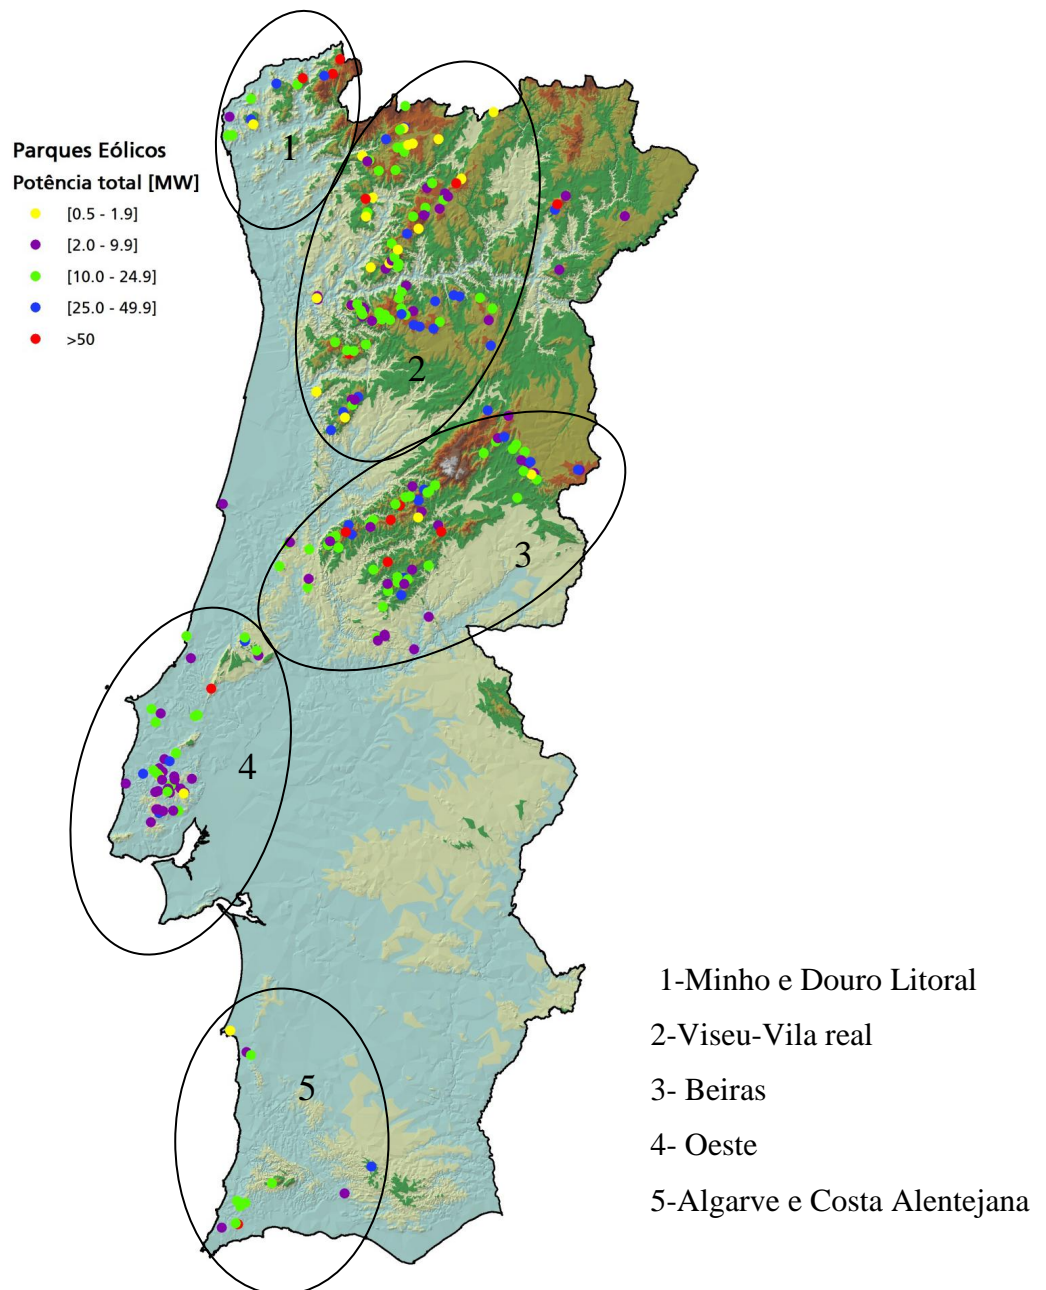 Parques Eólicos
Potência total [MW]
[0.5 - 1.9]
[2.0 - 9.9]
[10.0 - 24.9]
[25.0 - 49.9]
>50
1
2
3
4
5
1-Minho e Douro Litoral
2-Viseu-Vila real
3- Beiras
4- Oeste
5-Algarve e Costa Alentejana